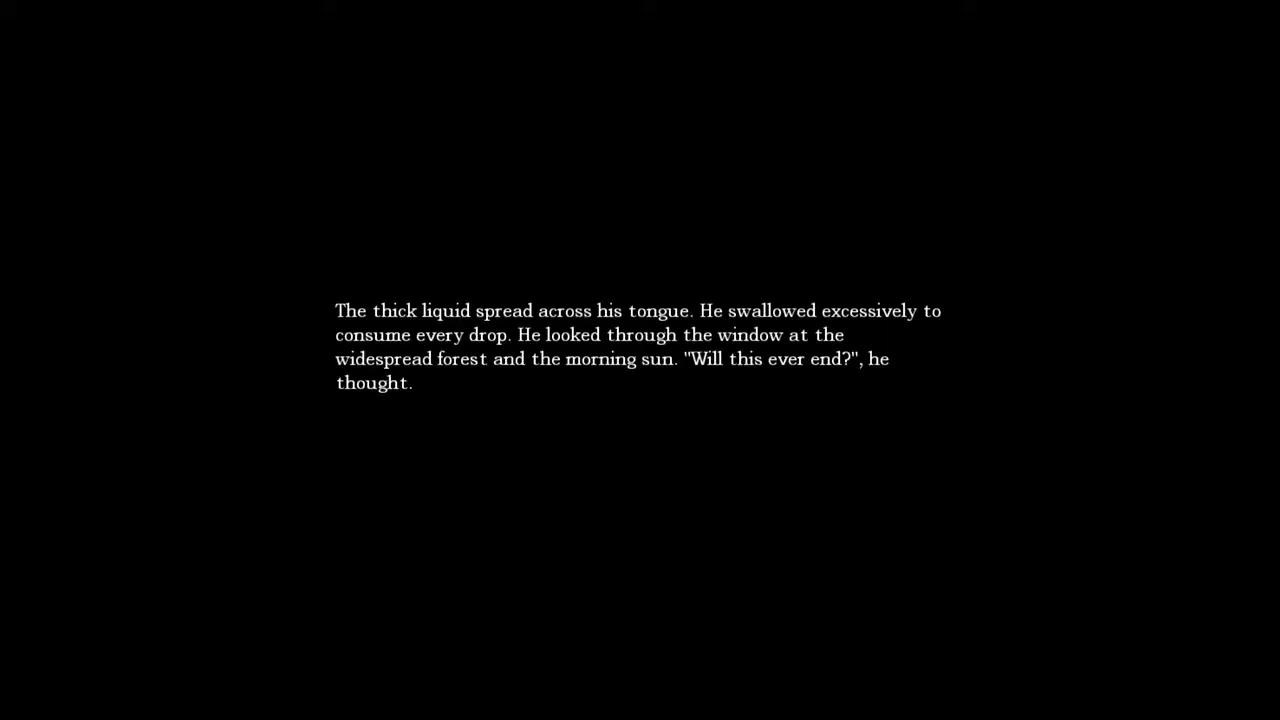 The thick liquid spread across his tongue. He swallowed excessively to
consume every drop. He looked through the window at the
widespread forest and the morning sun. "Will this ever end?", he
thought.